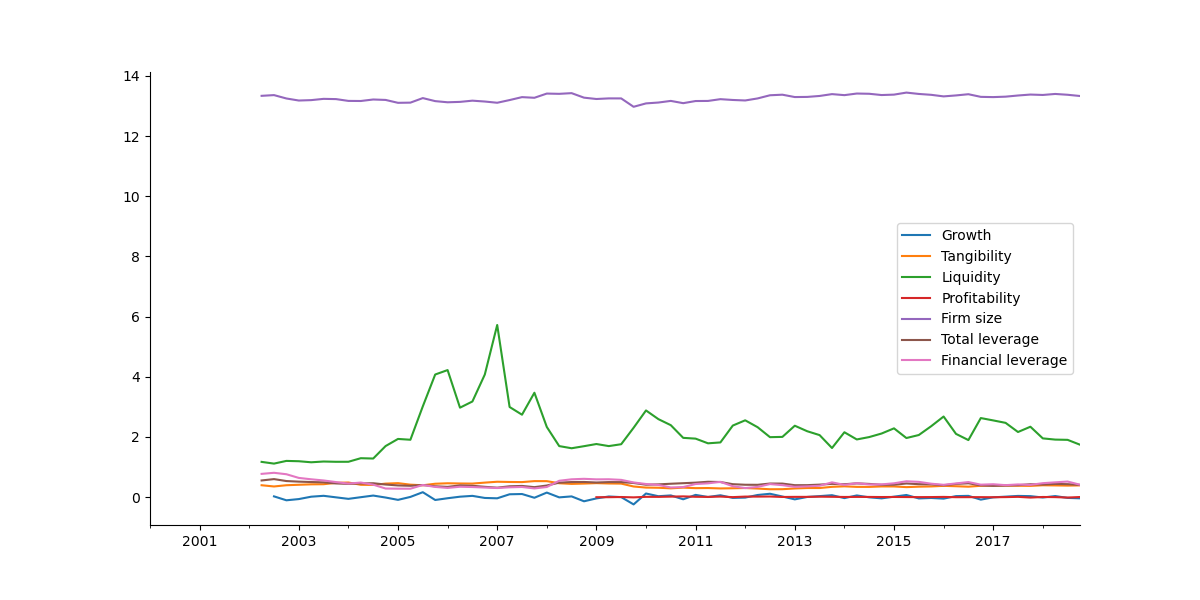 14
12
10
8
6
4
2
0
Growth
Tangibility
Liquidity
Profitability
Firm size
Total leverage
Financial leverage
2001 2003 2005 2007 2009 2011 2013 2015 2017